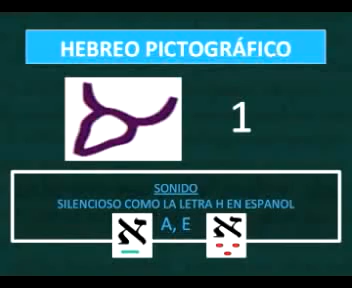 HEBREO PICTOGRÁFICO
1
SONIDO
SILENCIOSO COMO LA LETRA H EN ESPANOL
אַ A, E אֶ